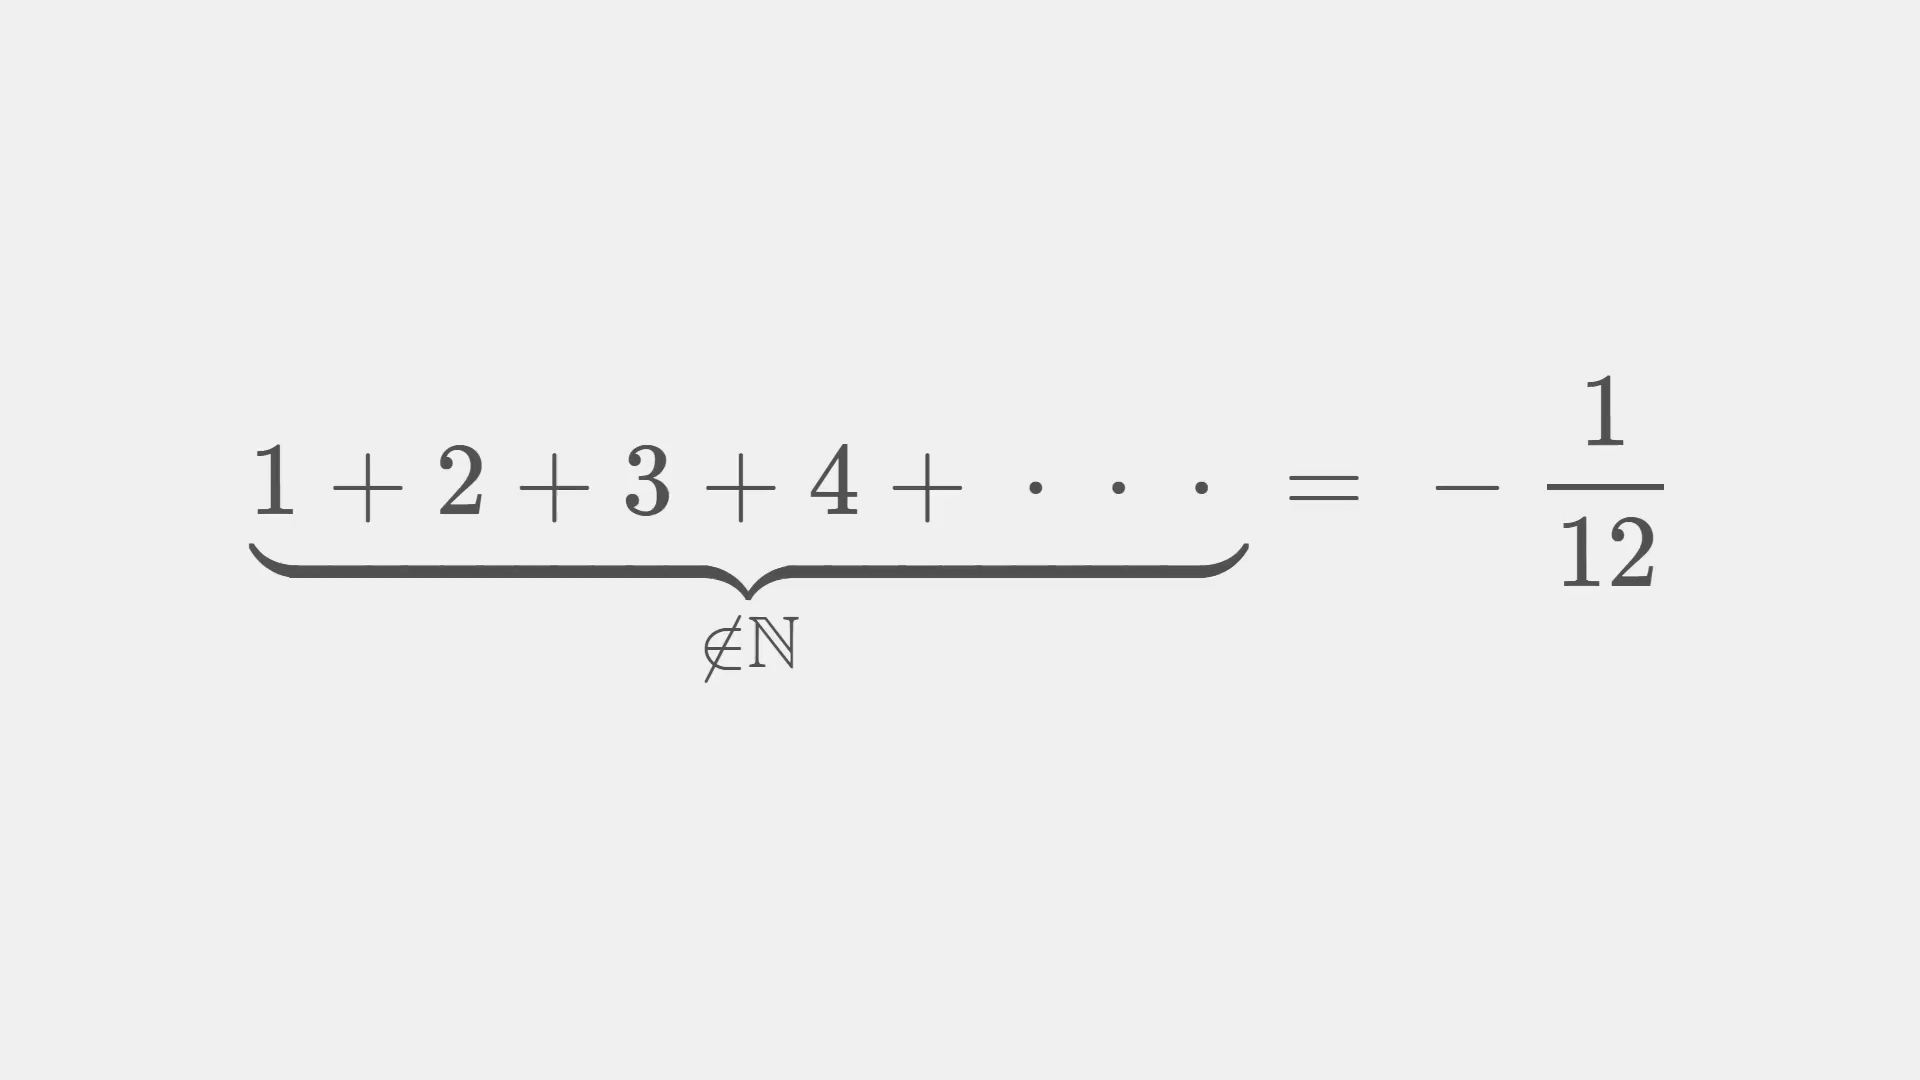 1 + 2 + 3 + 4 + · · · = − 1/12
∉ℕ